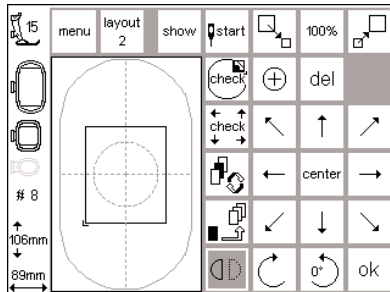 15
menu
layout
2
show
start
100%
check
del
check
# 8
center
106mm
89mm
0°
ok